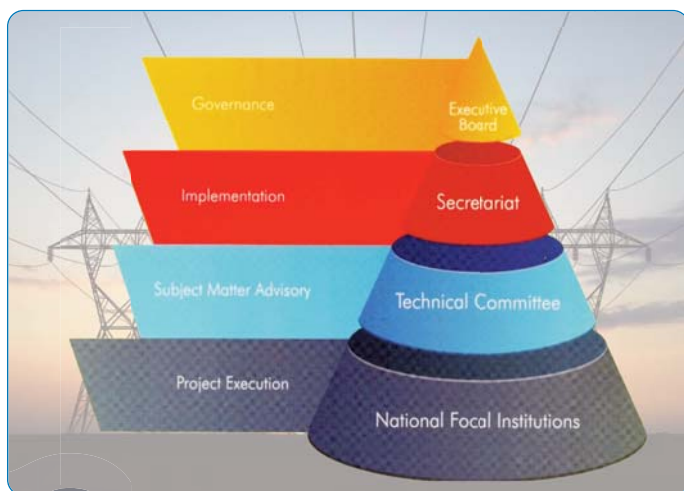 Governance
Executive
Board
Implementation
Secretariat
Subject Matter Advisory
Technical Committee
Project Execution
National Focal Institutions